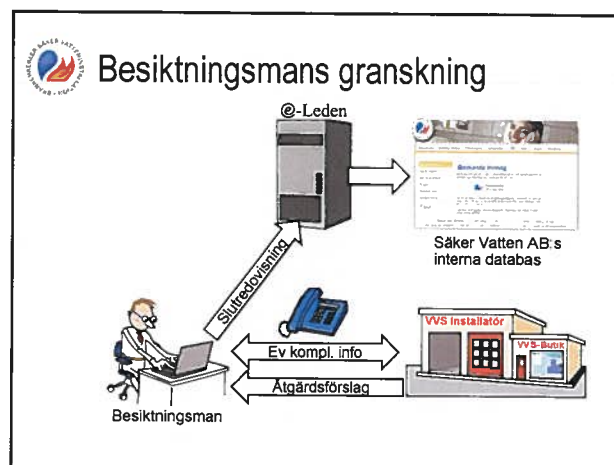 Besiktningsmans granskning
@-Leden
Säker Vatten AB:s
interna databas
Slutredovisning
VVS Installatör
VVS-Butik
Ev kompl. info
Åtgärdsförslag
Besiktningsman